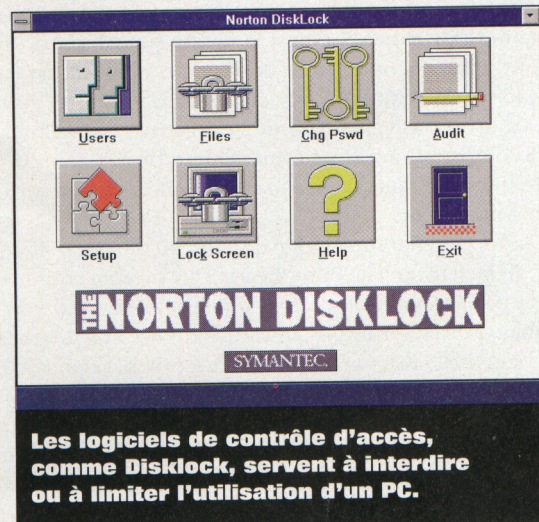 Norton DiskLock
Users Files Chg Pswd Audit
Setup Lock Screen Help Exit
THE NORTON DISKLOCK
SYMANTEC.
Les logiciels de contrôle d'accès,
comme Disklock, servent à interdire
ou à limiter l'utilisation d'un PC.